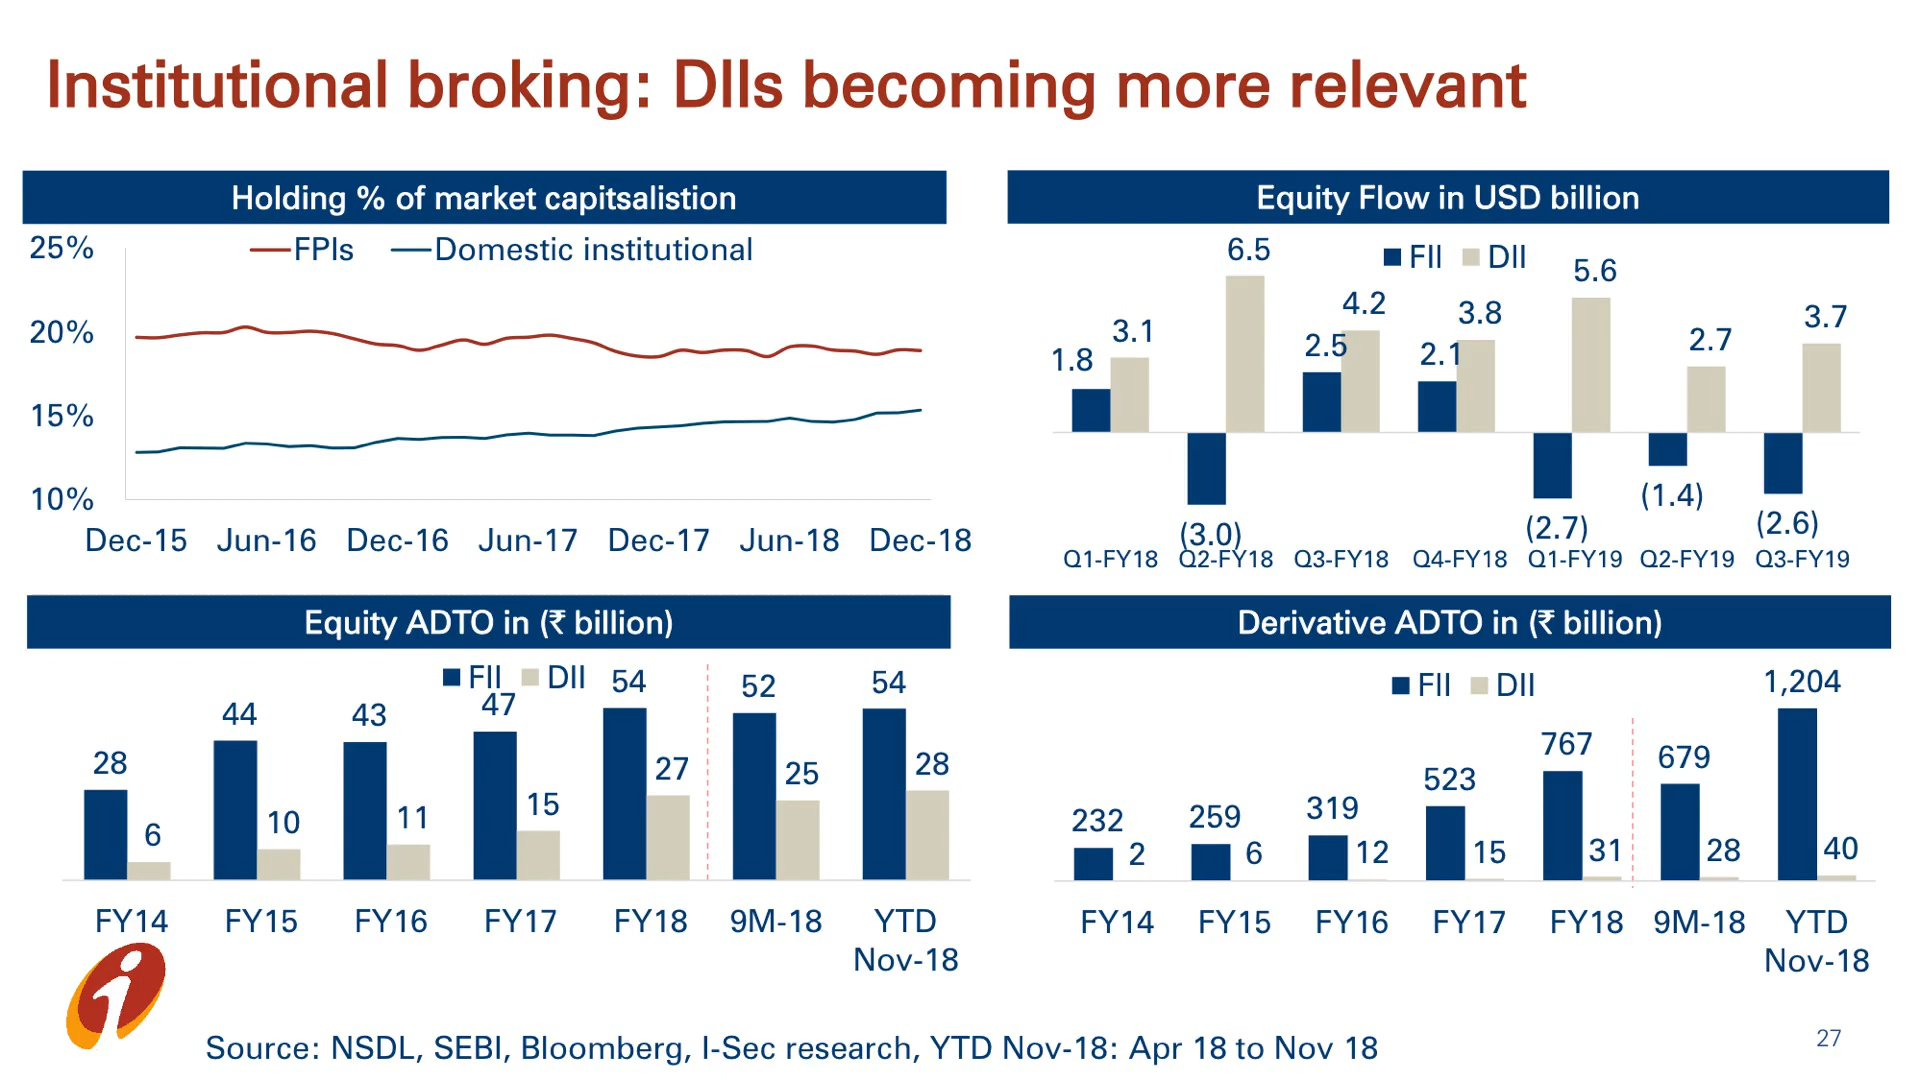 Institutional broking: DIIs becoming more relevant
Holding % of market capitsalistion
FPIs Domestic institutional
25%
20%
15%
10%
Dec-15 Jun-16 Dec-16 Jun-17 Dec-17 Jun-18 Dec-18
Equity Flow in USD billion
FII DII
1.8 3.1 (3.0) 6.5 2.5 4.2 2.1 3.8 (2.7) 5.6 (1.4) 2.7 (2.6) 3.7
Q1-FY18 Q2-FY18 Q3-FY18 Q4-FY18 Q1-FY19 Q2-FY19 Q3-FY19
Equity ADTO in (₹ billion)
FII DII
28 6 44 10 43 11 47 15 54 27 52 25 54 28
FY14 FY15 FY16 FY17 FY18 9M-18 YTD
Nov-18
Derivative ADTO in (₹ billion)
FII DII
232 2 259 6 319 12 523 15 767 31 679 28 1,204 40
FY14 FY15 FY16 FY17 FY18 9M-18 YTD
Nov-18
Source: NSDL, SEBI, Bloomberg, I-Sec research, YTD Nov-18: Apr 18 to Nov 18
27